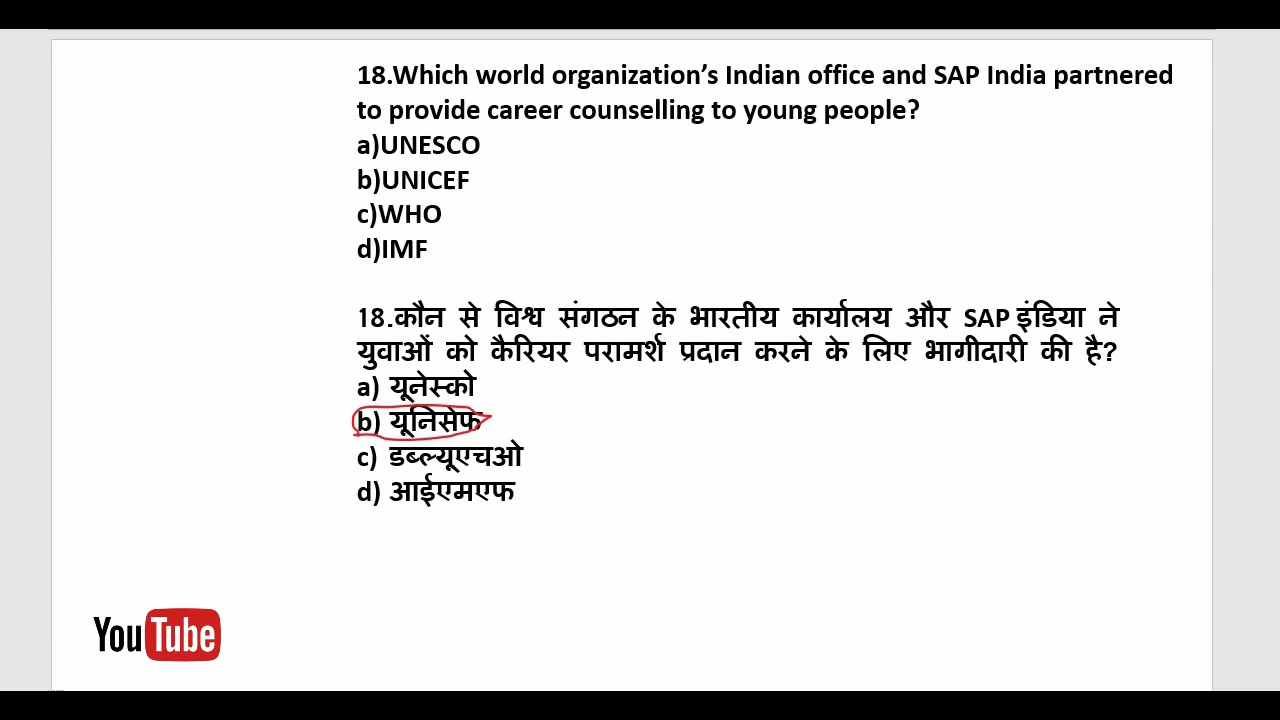 18.Which world organization’s Indian office and SAP India partnered
to provide career counselling to young people?
a)UNESCO
b)UNICEF
c)WHO
d)IMF
18.कौन से विश्व संगठन के भारतीय कार्यालय और SAP इंडिया ने
युवाओं को कैरियर परामर्श प्रदान करने के लिए भागीदारी की है?
a) यूनेस्को
b) यूनिसेफ
c) डब्ल्यूएचओ
d) आईएमएफ
YouTube